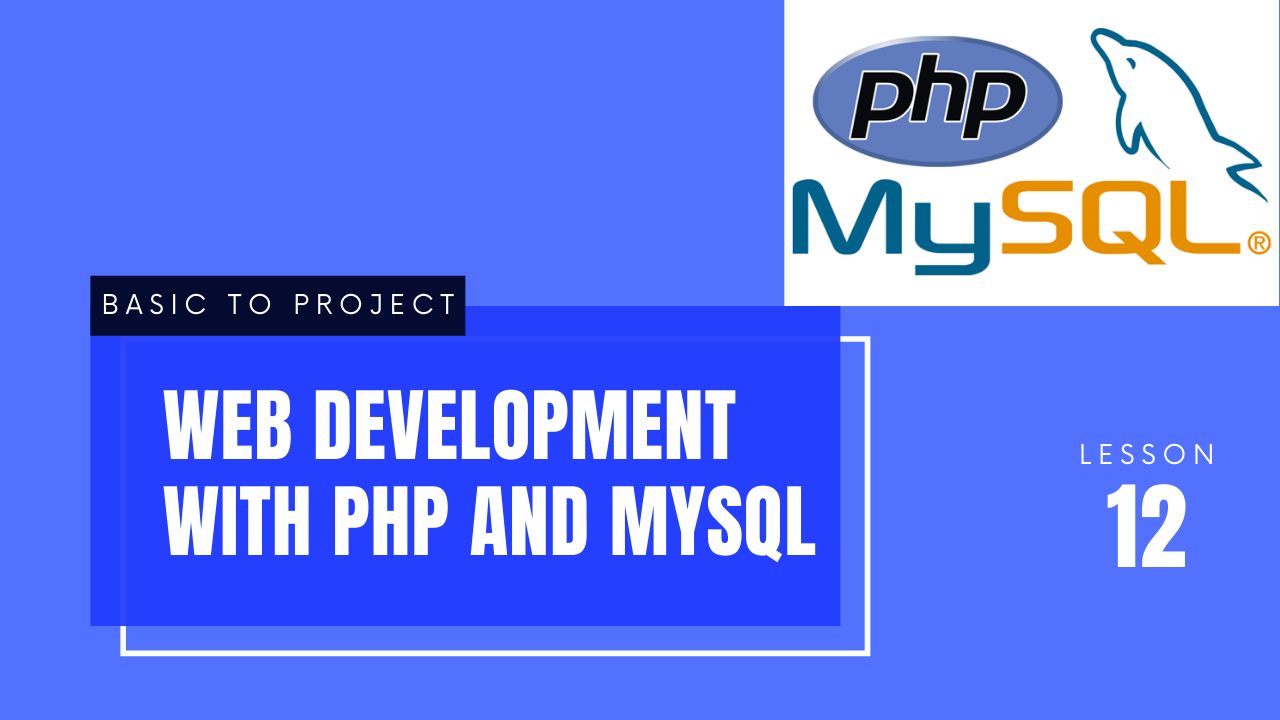 php
MySQL®
BASIC TO PROJECT
WEB DEVELOPMENT
WITH PHP AND MYSQL
LESSON
12